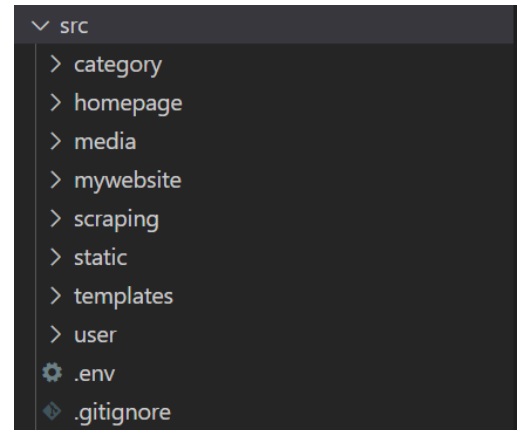 src
category
homepage
media
mywebsite
scraping
static
templates
user
.env
.gitignore